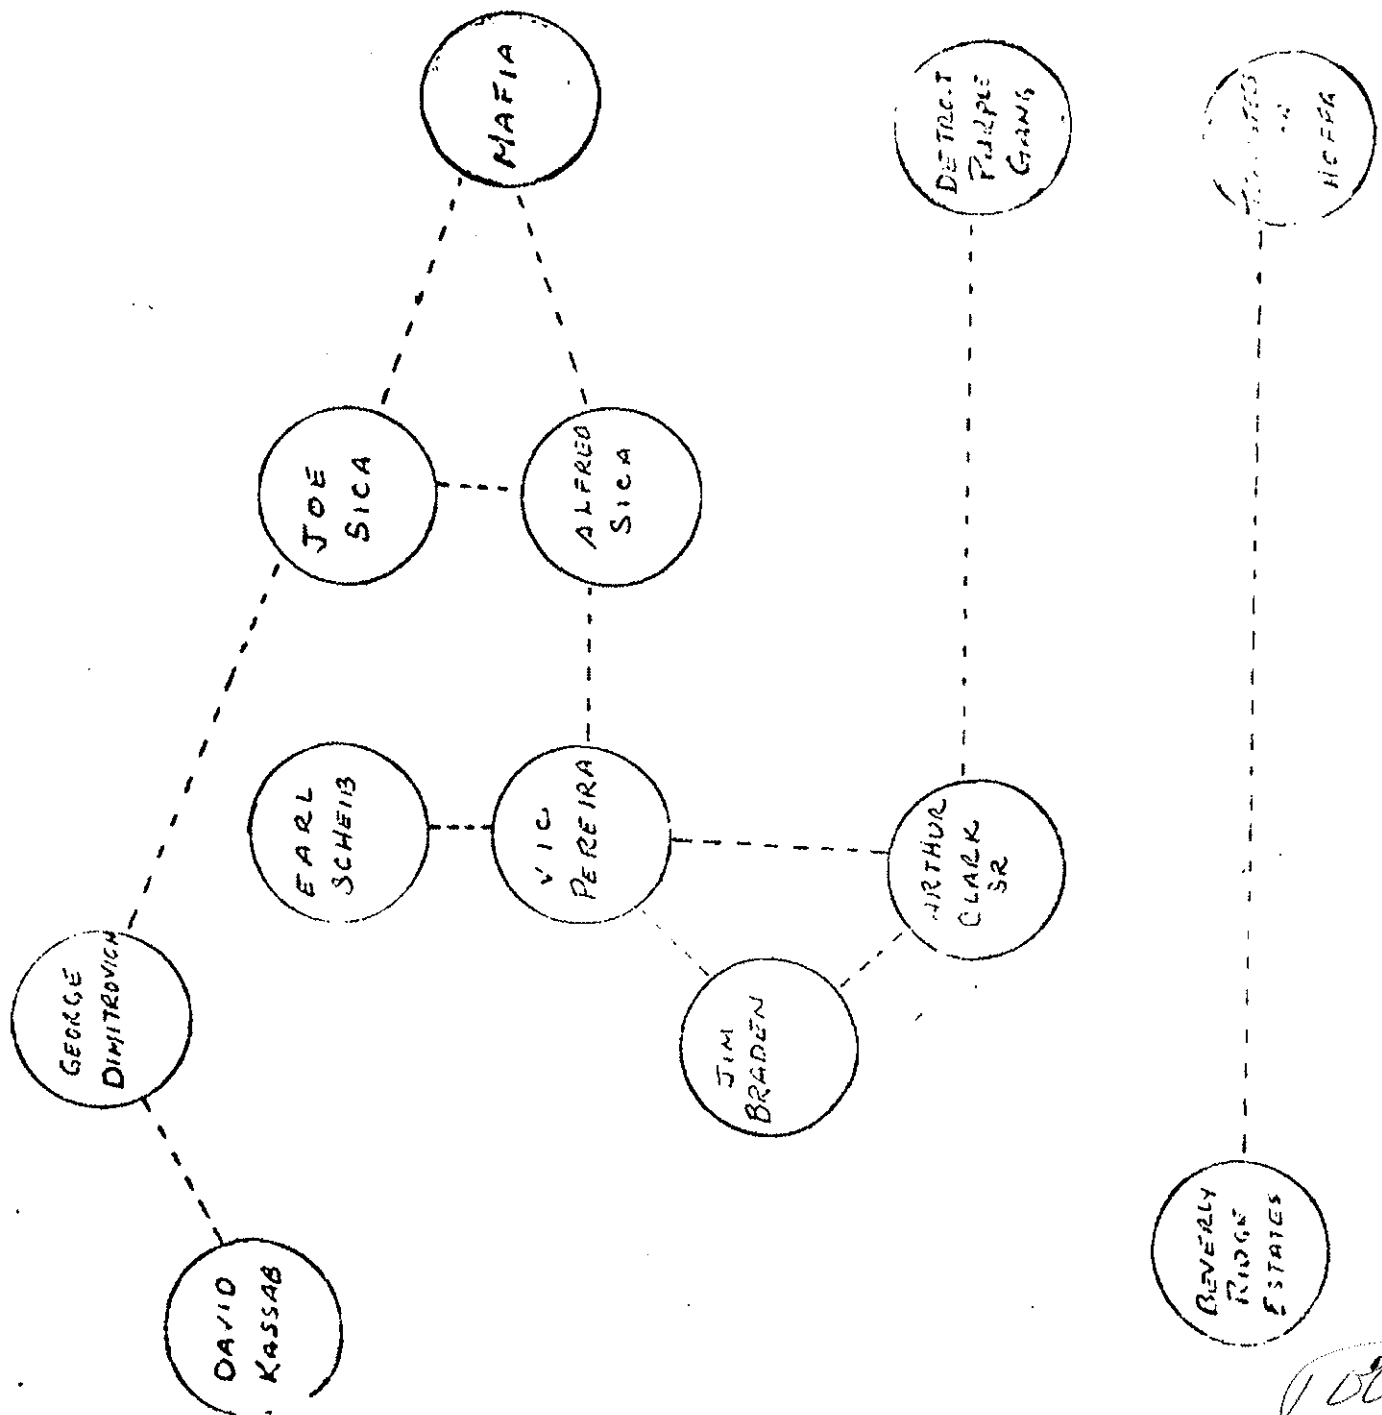 GEORGE
DIMITROVICH
DAVID
KASSAB
EARL
SCHEIB
JOE
SICA
MAFIA
VIC
PEREIRA
ALFRED
SICA
JIM
BRADEN
ARTHUR
CLARK
SR
DETROIT
PURPLE
GANG
BEVERLY
RIDGE
ESTATES
HOFFA